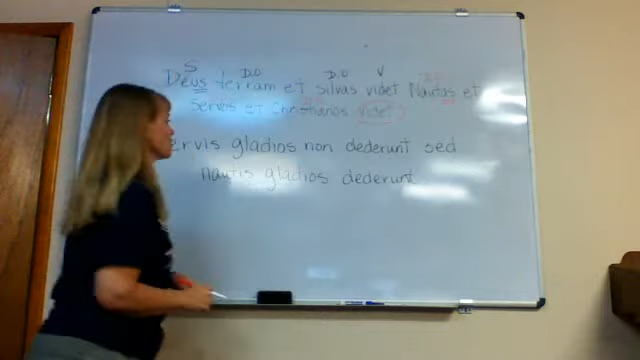 S D.O D.O V
Deus terram et silvas videt Nautas et
servos et Christianos videt
ervis gladios non dederunt sed
nautis gladios dederunt